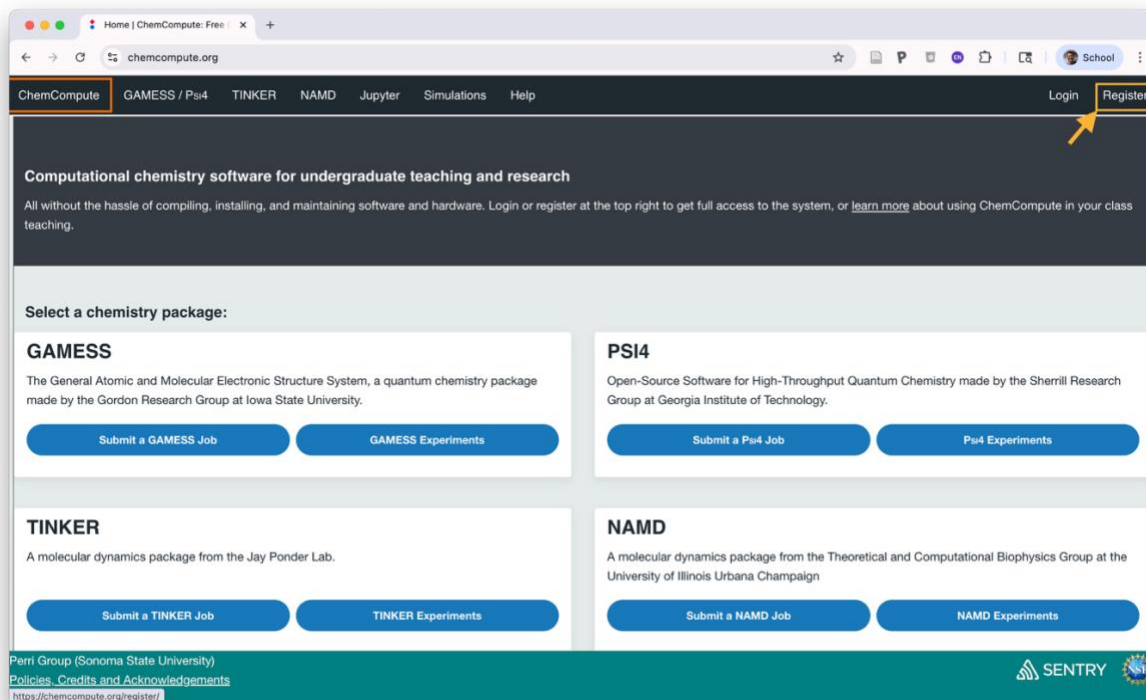 Home | ChemCompute: Free
chemcompute.org
School
ChemCompute GAMESS / Psi4 TINKER NAMD Jupyter Simulations Help Login Register
Computational chemistry software for undergraduate teaching and research
All without the hassle of compiling, installing, and maintaining software and hardware. Login or register at the top right to get full access to the system, or learn more about using ChemCompute in your class
teaching.
Select a chemistry package:
GAMESS
The General Atomic and Molecular Electronic Structure System, a quantum chemistry package
made by the Gordon Research Group at Iowa State University.
Submit a GAMESS Job GAMESS Experiments
PSI4
Open-Source Software for High-Throughput Quantum Chemistry made by the Sherrill Research
Group at Georgia Institute of Technology.
Submit a Psi4 Job Psi4 Experiments
TINKER
A molecular dynamics package from the Jay Ponder Lab.
Submit a TINKER Job TINKER Experiments
NAMD
A molecular dynamics package from the Theoretical and Computational Biophysics Group at the
University of Illinois Urbana Champaign
Submit a NAMD Job NAMD Experiments
Perri Group (Sonoma State University)
Policies, Credits and Acknowledgements
SENTRY
https://chemcompute.org/register/